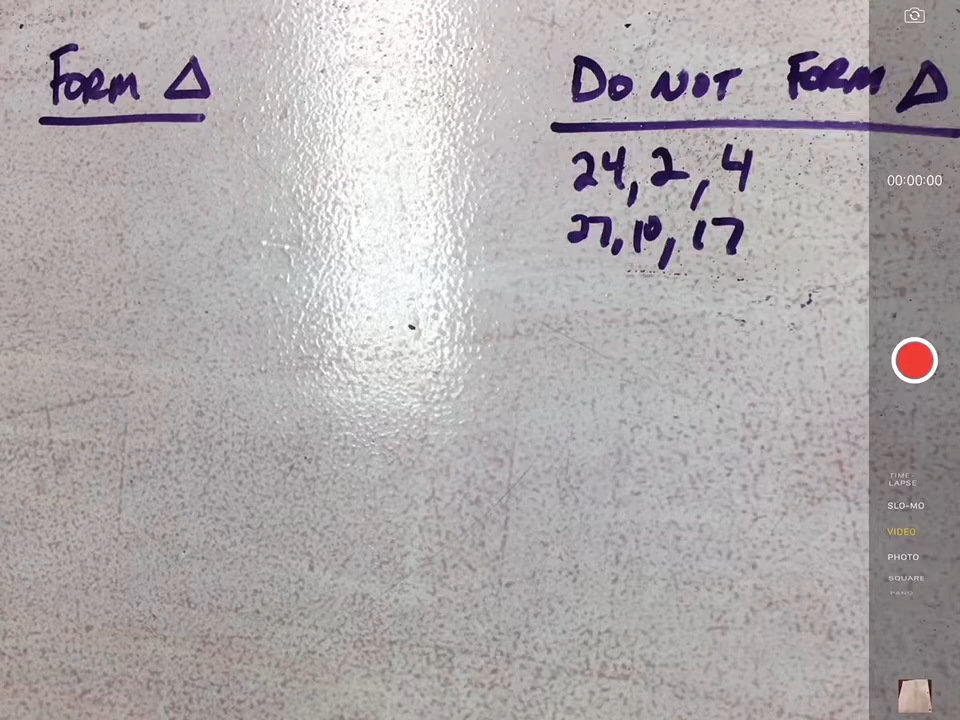 Form △
Do Not Form △
24, 2, 4
27, 10, 17
00:00:00
TIME-LAPSE
SLO-MO
VIDEO
PHOTO
SQUARE
PANO